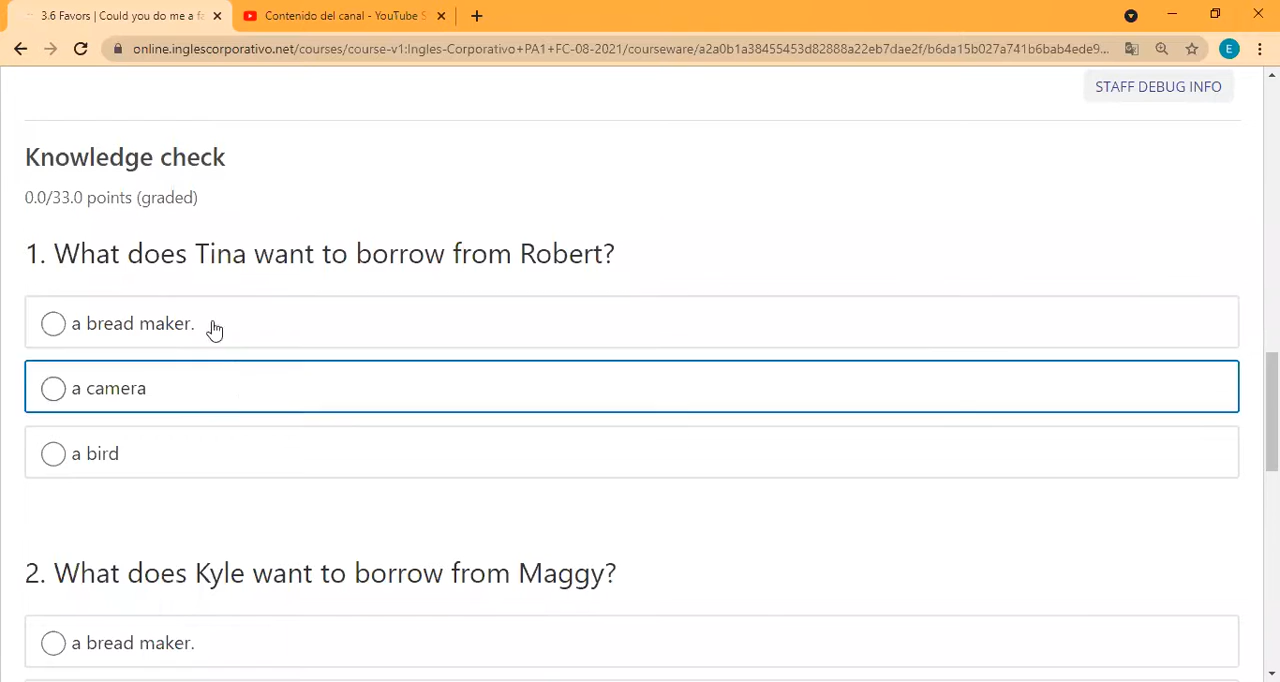 3.6 Favors | Could you do me a fa
Contenido del canal - YouTube S
online.inglescorporativo.net/courses/course-v1:Ingles-Corporativo+PA1+FC-08-2021/courseware/a2a0b1a38455453d82888a22eb7dae2f/b6da15b027a741b6bab4ede9...
E
STAFF DEBUG INFO
Knowledge check
0.0/33.0 points (graded)
1. What does Tina want to borrow from Robert?
a bread maker.
a camera
a bird
2. What does Kyle want to borrow from Maggy?
a bread maker.